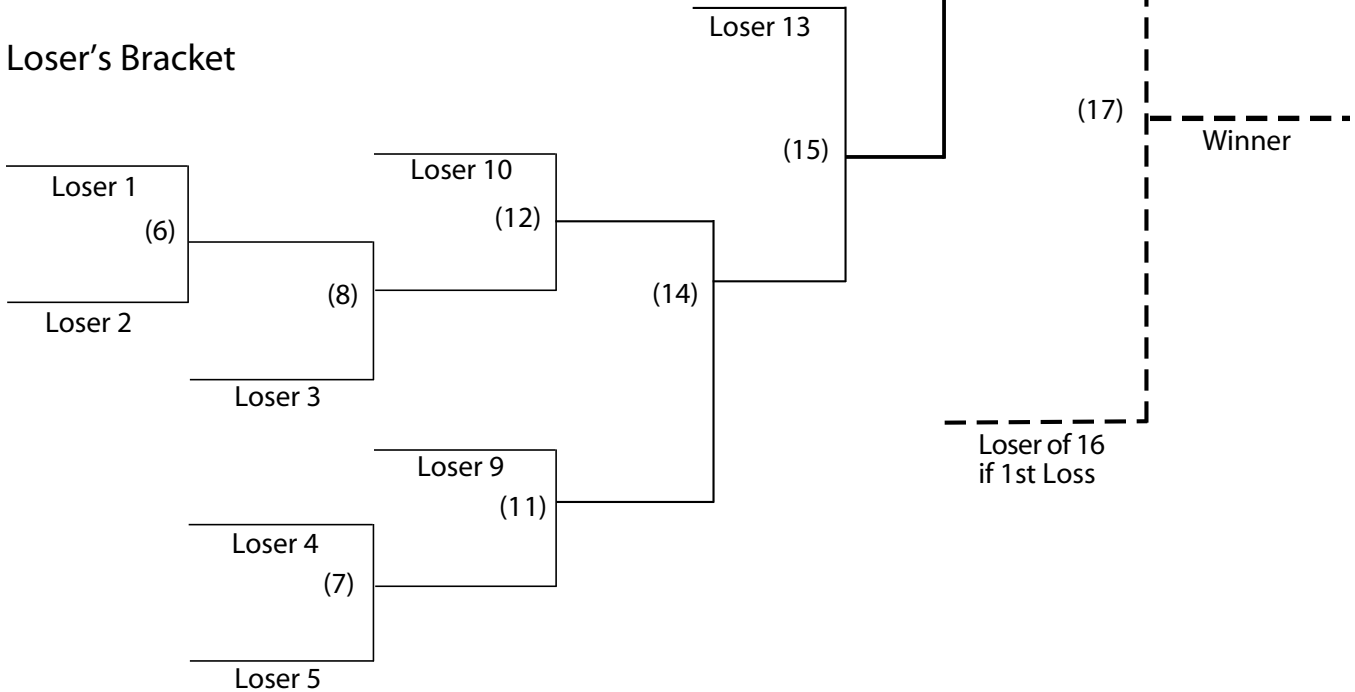 Loser 13
Loser's Bracket
(17)
Winner
(15)
Loser 10
Loser 1
(12)
(6)
(8)
(14)
Loser 2
Loser 3
Loser of 16
if 1st Loss
Loser 9
(11)
Loser 4
(7)
Loser 5